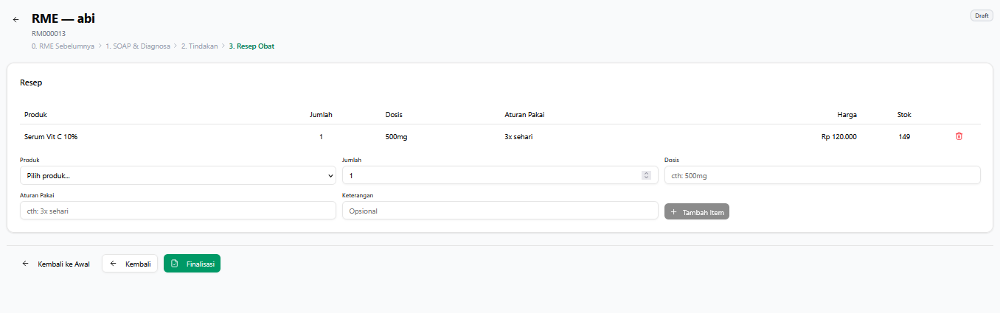 RME — abi
Draft
RM000013
0. RME Sebelumnya > 1. SOAP & Diagnosa > 2. Tindakan > 3. Resep Obat
Resep
Produk Jumlah Dosis Aturan Pakai Harga Stok
Serum Vit C 10% 1 500mg 3x sehari Rp 120.000 149
Produk Jumlah Dosis
Pilih produk... 1 cth: 500mg
Aturan Pakai Keterangan
cth: 3x sehari Opsional + Tambah Item
Kembali ke Awal Kembali Finalisasi